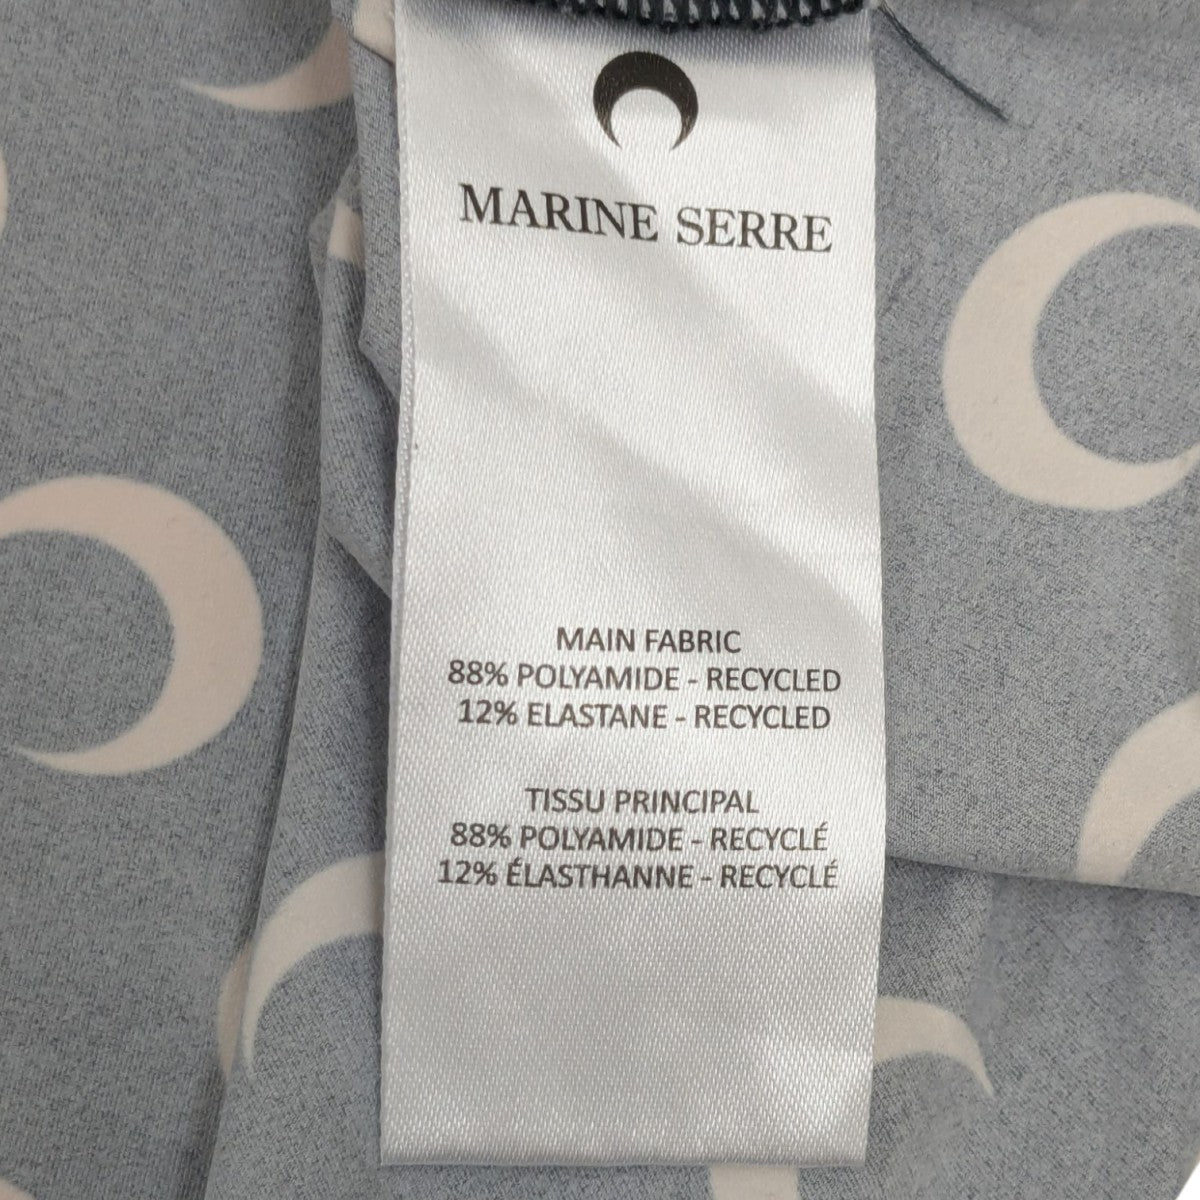 MARINE SERRE
MAIN FABRIC
88% POLYAMIDE - RECYCLED
12% ELASTANE - RECYCLED
TISSU PRINCIPAL
88% POLYAMIDE - RECYCLÉ
12% ÉLASTHANNE - RECYCLÉ